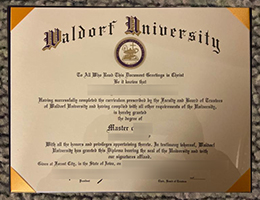 Waldorf University
To All Who Read This Document Greetings in Christ
Be it known that
Having successfully completed the curriculum prescribed by the Faculty and Board of Trustees
of Waldorf University and having complied with all other requirements of the University,
is hereby granted
the degree of
Master
With all the honors and privileges appertaining thereto. In testimony whereof, Waldorf
University has granted this Diploma bearing the seal of the University and with
our signatures affixed.
Given at Forest City, in the State of Iowa, on
President